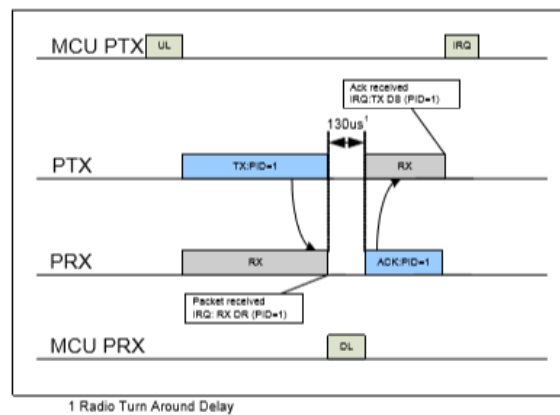 MCU PTX
UL
IRQ
Ack received
IRQ:TX DS (PID=1)
130us1
PTX
TX:PID=1
RX
PRX
RX
ACK:PID=1
Packet received
IRQ: RX DR (PID=1)
MCU PRX
DL
1 Radio Turn Around Delay